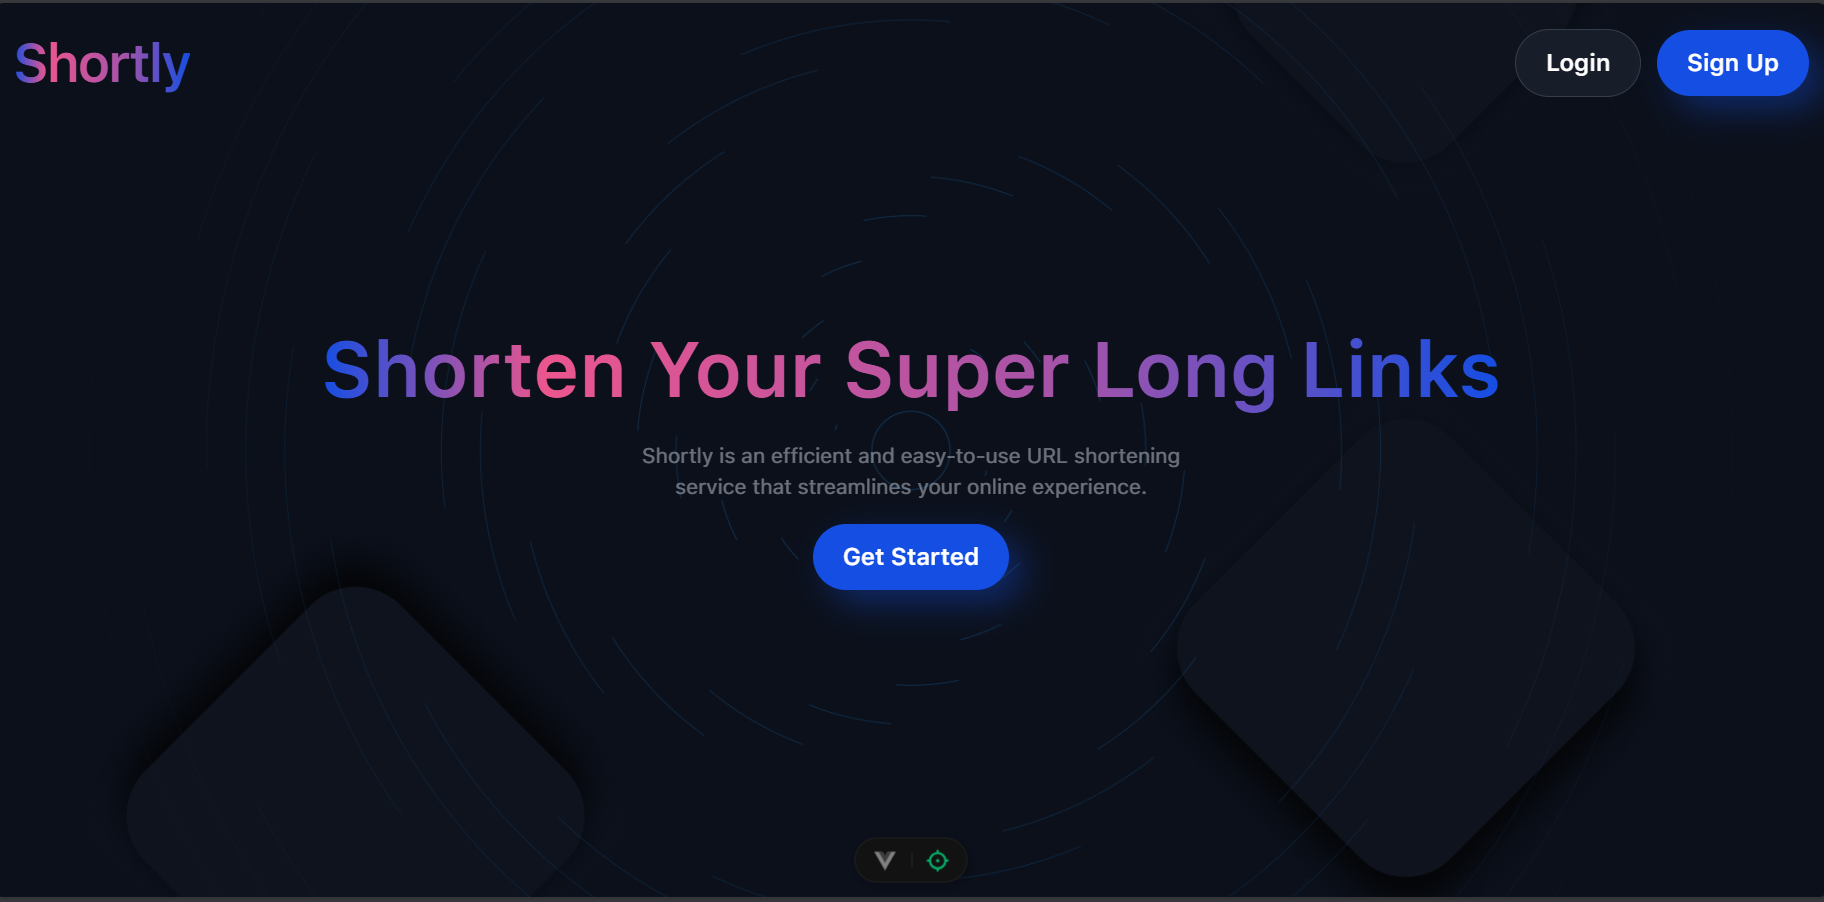 Shortly
Login
Sign Up
Shorten Your Super Long Links
Shortly is an efficient and easy-to-use URL shortening
service that streamlines your online experience.
Get Started